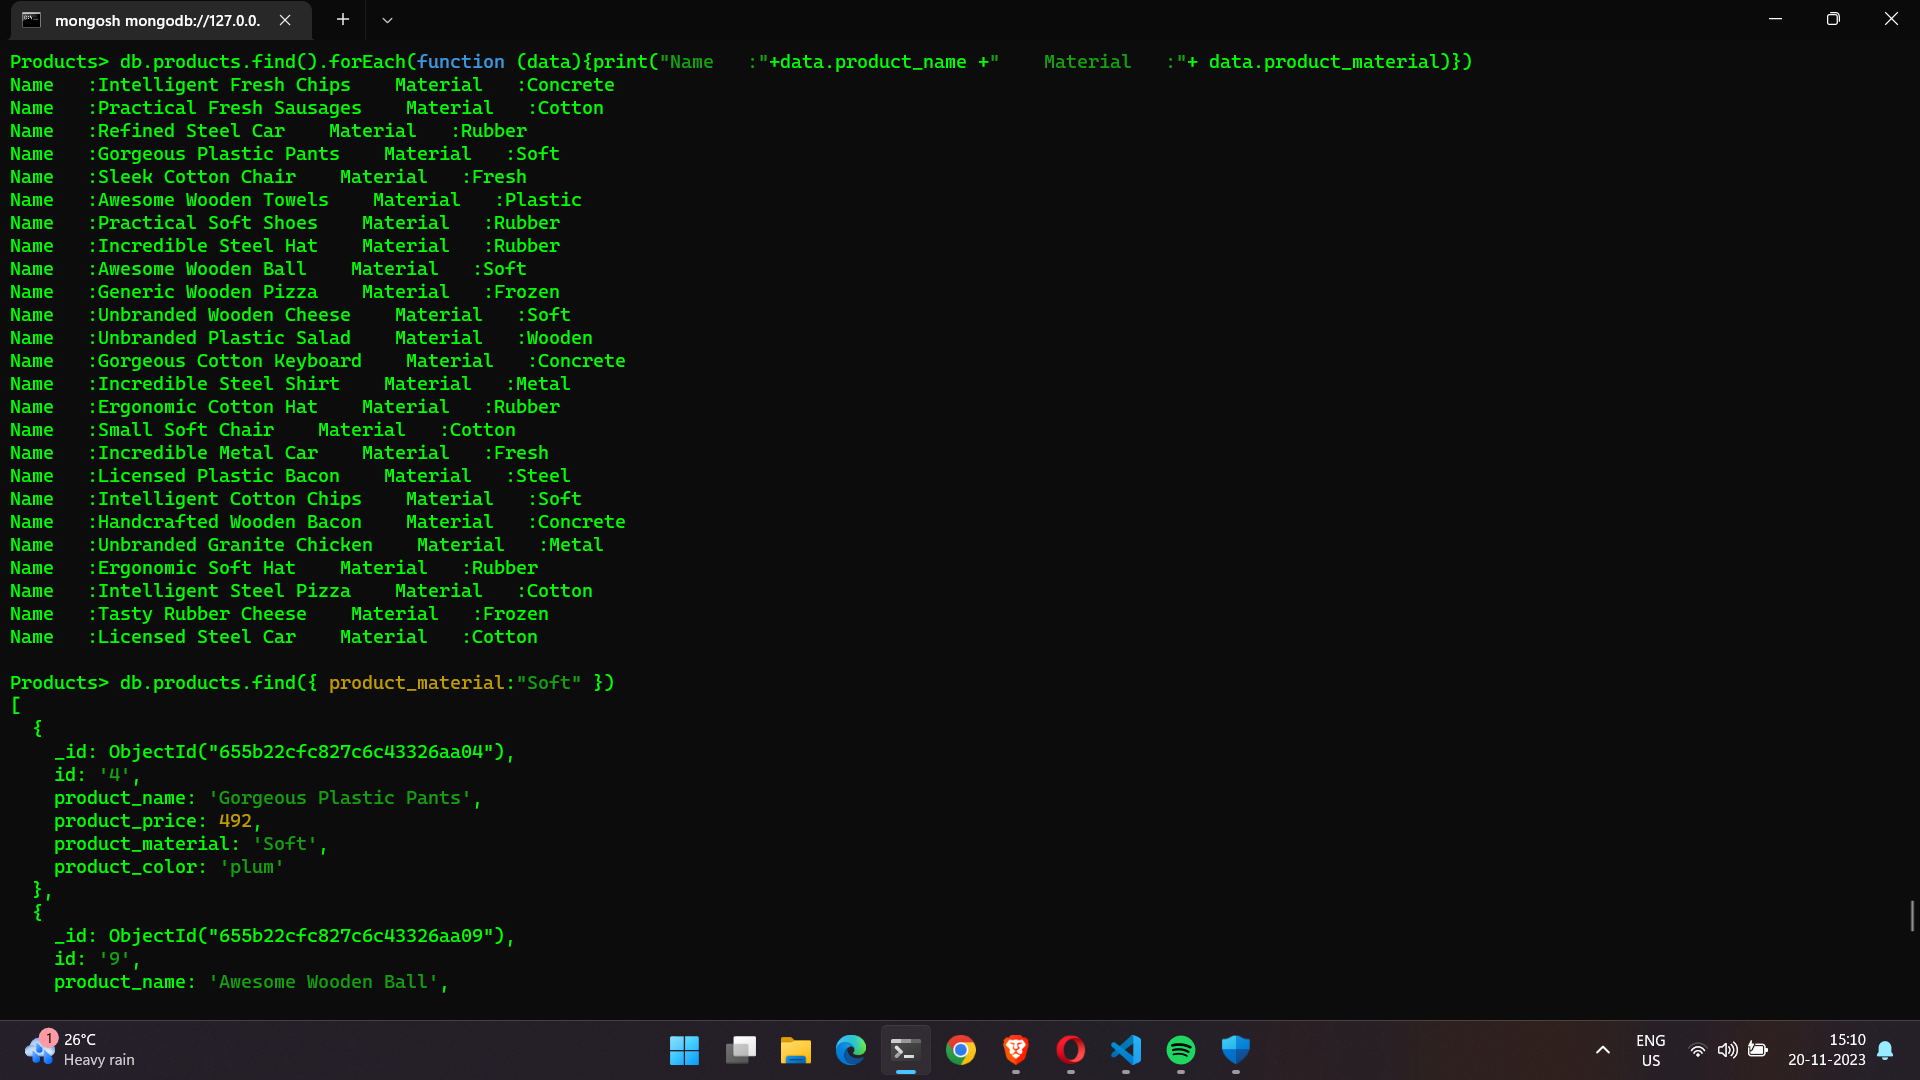 mongosh mongodb://127.0.0.
Products> db.products.find().forEach(function (data){print("Name   :"+data.product_name +"    Material   :"+ data.product_material)})
Name   :Intelligent Fresh Chips    Material   :Concrete
Name   :Practical Fresh Sausages    Material   :Cotton
Name   :Refined Steel Car    Material   :Rubber
Name   :Gorgeous Plastic Pants    Material   :Soft
Name   :Sleek Cotton Chair    Material   :Fresh
Name   :Awesome Wooden Towels    Material   :Plastic
Name   :Practical Soft Shoes    Material   :Rubber
Name   :Incredible Steel Hat    Material   :Rubber
Name   :Awesome Wooden Ball    Material   :Soft
Name   :Generic Wooden Pizza    Material   :Frozen
Name   :Unbranded Wooden Cheese    Material   :Soft
Name   :Unbranded Plastic Salad    Material   :Wooden
Name   :Gorgeous Cotton Keyboard    Material   :Concrete
Name   :Incredible Steel Shirt    Material   :Metal
Name   :Ergonomic Cotton Hat    Material   :Rubber
Name   :Small Soft Chair    Material   :Cotton
Name   :Incredible Metal Car    Material   :Fresh
Name   :Licensed Plastic Bacon    Material   :Steel
Name   :Intelligent Cotton Chips    Material   :Soft
Name   :Handcrafted Wooden Bacon    Material   :Concrete
Name   :Unbranded Granite Chicken    Material   :Metal
Name   :Ergonomic Soft Hat    Material   :Rubber
Name   :Intelligent Steel Pizza    Material   :Cotton
Name   :Tasty Rubber Cheese    Material   :Frozen
Name   :Licensed Steel Car    Material   :Cotton
Products> db.products.find({ product_material:"Soft" })
[
  {
    _id: ObjectId("655b22cfc827c6c43326aa04"),
    id: '4',
    product_name: 'Gorgeous Plastic Pants',
    product_price: 492,
    product_material: 'Soft',
    product_color: 'plum'
  },
  {
    _id: ObjectId("655b22cfc827c6c43326aa09"),
    id: '9',
    product_name: 'Awesome Wooden Ball',
1
26°C
Heavy rain
ENG
US
15:10
20-11-2023